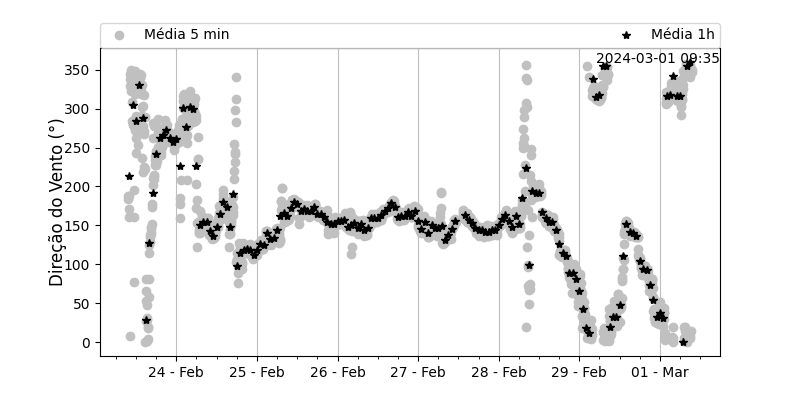 Média 5 min
Média 1h
2024-03-01 09:35
Direção do Vento (°)
350
300
250
200
150
100
50
0
24 - Feb
25 - Feb
26 - Feb
27 - Feb
28 - Feb
29 - Feb
01 - Mar